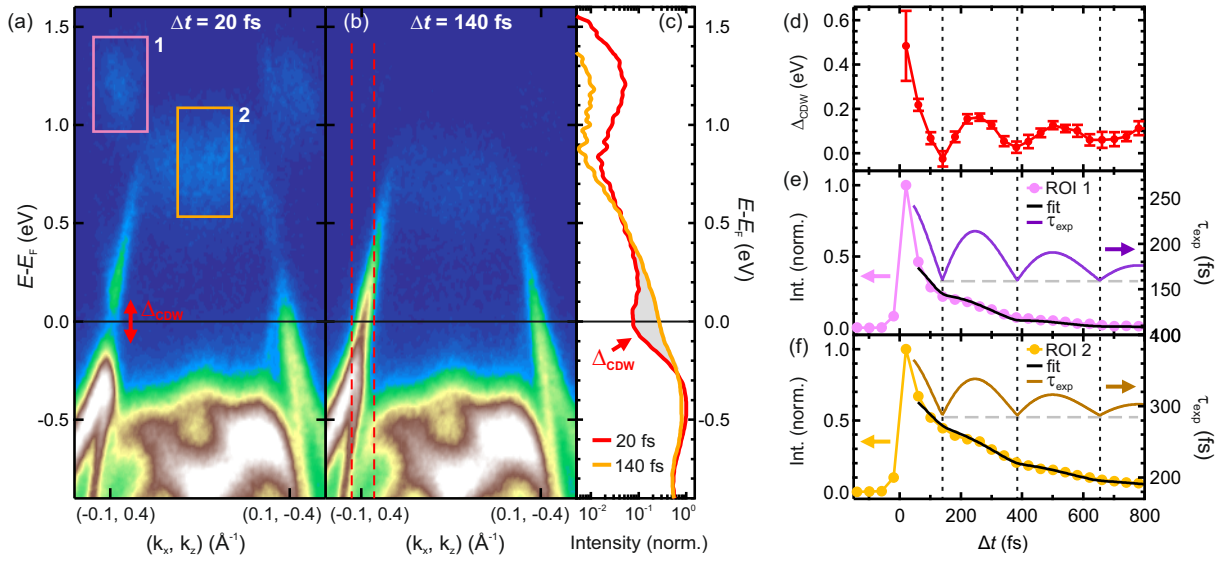 (a)
Δt = 20 fs
(b)
Δt = 140 fs
(c)
(d)
1.5
1.0
0.5
0.0
-0.5
E-E_F (eV)
1
2
Δ_CDW
(-0.1, 0.4)
(0.1, -0.4)
(k_x, k_z) (Å⁻¹)
(-0.1, 0.4)
(0.1, -0.4)
(k_x, k_z) (Å⁻¹)
Δ_CDW
20 fs
140 fs
10⁻²
10⁻¹
10⁰
Intensity (norm.)
1.5
1.0
0.5
0.0
-0.5
E-E_F (eV)
0.6
0.4
0.2
0.0
Δ_CDW (eV)
(e)
ROI 1
fit
τ_exp
1.0
0.5
0.0
Int. (norm.)
250
200
150
100
τ_exp (fs)
(f)
ROI 2
fit
τ_exp
1.0
0.5
0.0
Int. (norm.)
400
300
200
τ_exp (fs)
0
200
400
600
800
Δt (fs)